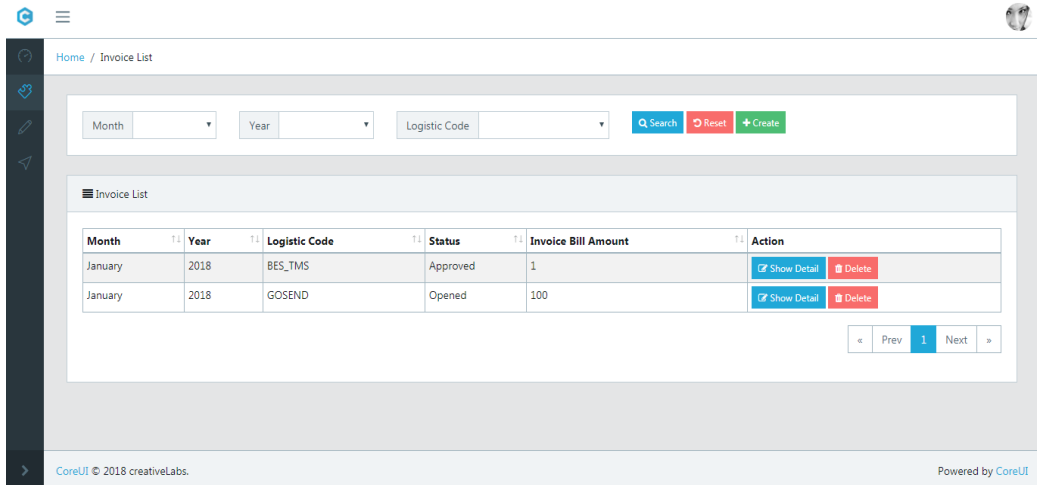 Home / Invoice List
Month Year Logistic Code Search Reset Create
Invoice List
Month Year Logistic Code Status Invoice Bill Amount Action
January 2018 BES_TMS Approved 1 Show Detail Delete
January 2018 GOSEND Opened 100 Show Detail Delete
« Prev 1 Next »
CoreUI © 2018 creativeLabs. Powered by CoreUI